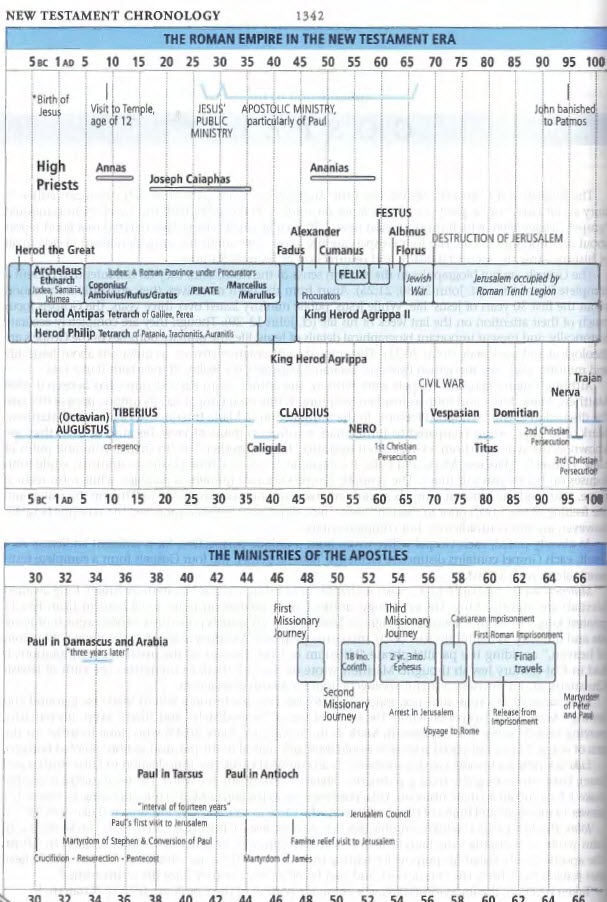 NEW TESTAMENT CHRONOLOGY 1342
THE ROMAN EMPIRE IN THE NEW TESTAMENT ERA
5 BC 1 AD 5 10 15 20 25 30 35 40 45 50 55 60 65 70 75 80 85 90 95 100
*Birth of Jesus
Visit to Temple, age of 12
JESUS' PUBLIC MINISTRY
APOSTOLIC MINISTRY, particularly of Paul
John banished to Patmos
High Priests
Annas
Joseph Caiaphas
Ananias
FESTUS
Alexander
Albinus
Fadus
Cumanus
Florus
DESTRUCTION OF JERUSALEM
Herod the Great
Archelaus
Ethnarch
Judea, Samaria, Idumea
Judea: A Roman Province under Procurators
Coponius/ Ambivius/Rufus/Gratus
/PILATE
/Marcellus /Marullus
FELIX
Procurators
Jewish War
Jerusalem occupied by Roman Tenth Legion
Herod Antipas Tetrarch of Galilee, Perea
King Herod Agrippa II
Herod Philip Tetrarch of Batania, Trachonitis, Auranitis
King Herod Agrippa
CIVIL WAR
Trajan
Nerva
(Octavian) AUGUSTUS
TIBERIUS
co-regency
Caligula
CLAUDIUS
NERO
1st Christian Persecution
Vespasian
Titus
Domitian
2nd Christian Persecution
3rd Christian Persecution
5 BC 1 AD 5 10 15 20 25 30 35 40 45 50 55 60 65 70 75 80 85 90 95 100
THE MINISTRIES OF THE APOSTLES
30 32 34 36 38 40 42 44 46 48 50 52 54 56 58 60 62 64 66
First Missionary Journey
Third Missionary Journey
Caesarean Imprisonment
First Roman Imprisonment
Paul in Damascus and Arabia
"three years later"
18 mo. Corinth
2 yr. 3mo. Ephesus
Final travels
Second Missionary Journey
Arrest in Jerusalem
Voyage to Rome
Release from Imprisonment
Martyrdom of Peter and Paul
Paul in Tarsus
Paul in Antioch
"interval of fourteen years"
Jerusalem Council
Paul's first visit to Jerusalem
Martyrdom of Stephen & Conversion of Paul
Famine relief visit to Jerusalem
Crucifixion - Resurrection - Pentecost
Martyrdom of James
30 32 34 36 38 40 42 44 46 48 50 52 54 56 58 60 62 64 66